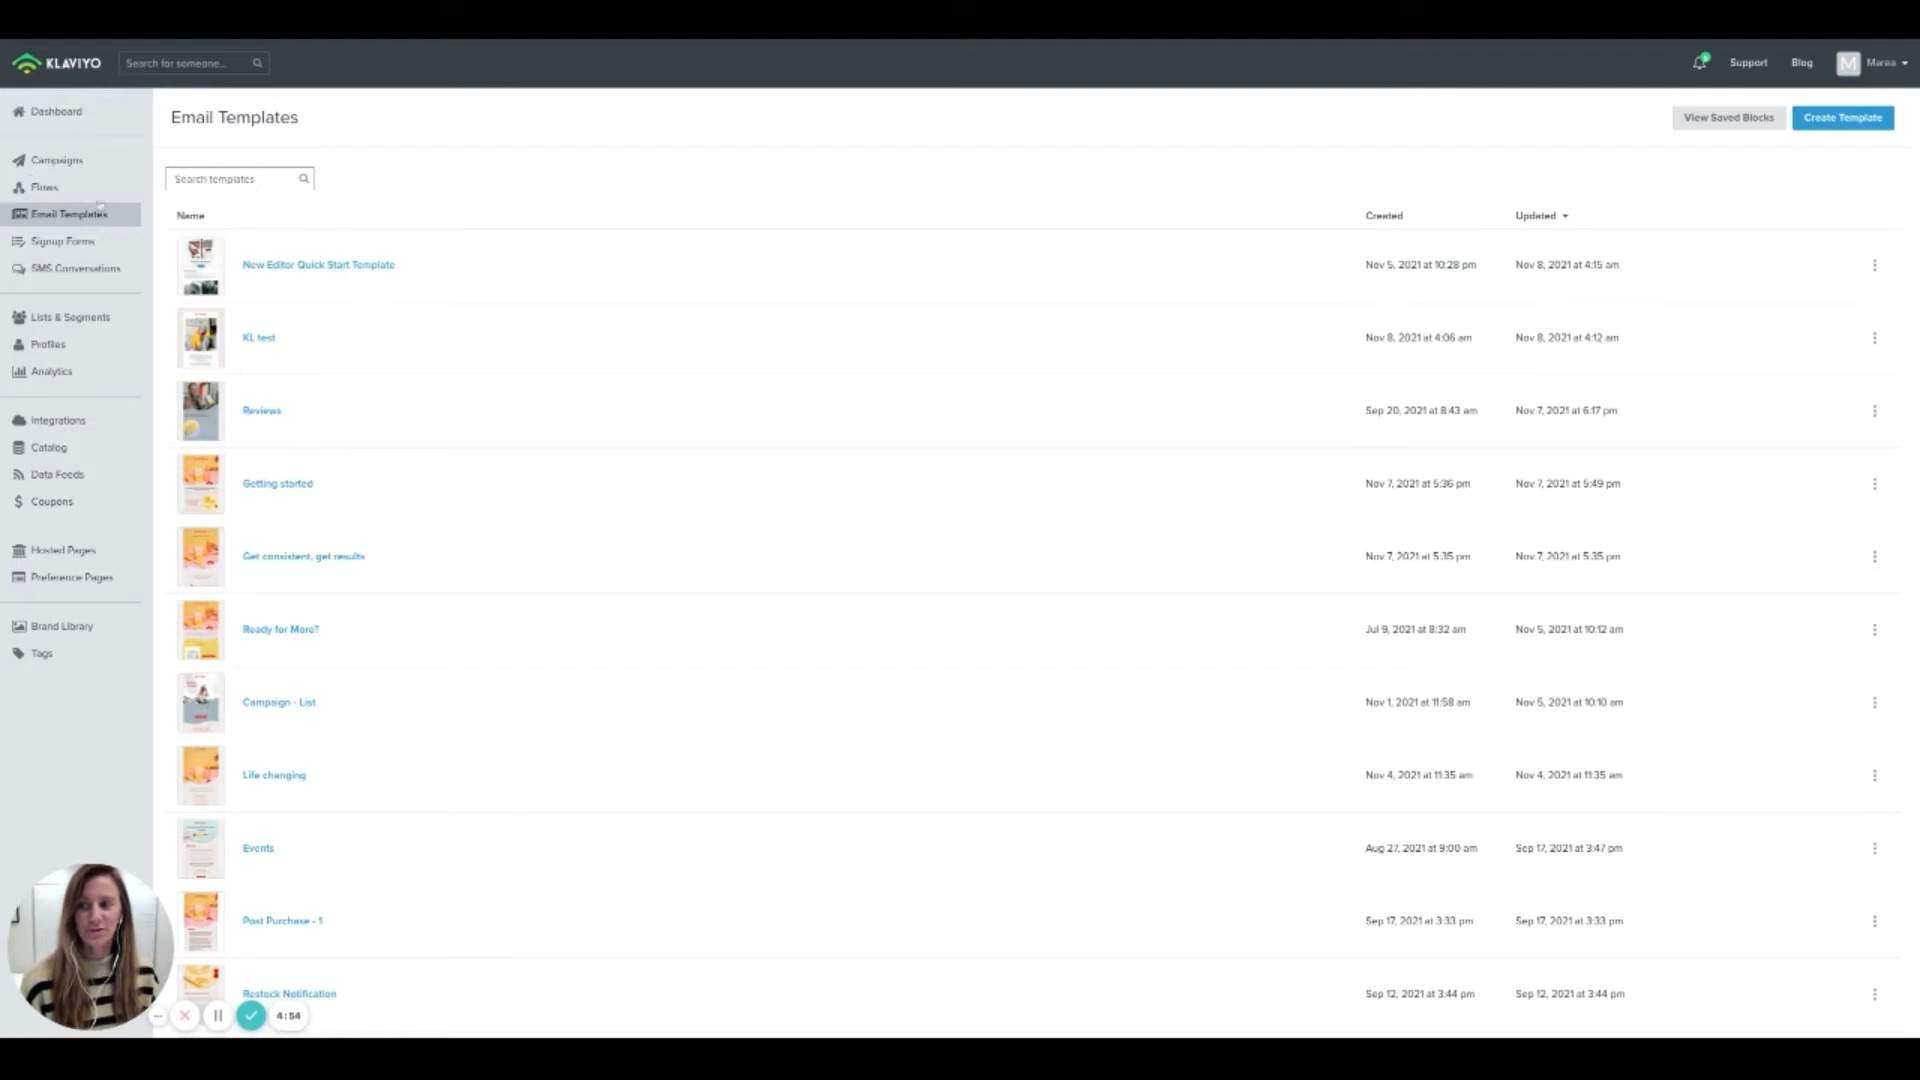 KLAVIYO
Search for someone...
Support
Blog
Marea
Dashboard
Campaigns
Flows
Email Templates
Signup Forms
SMS Conversations
Lists & Segments
Profiles
Analytics
Integrations
Catalog
Data Feeds
Coupons
Hosted Pages
Preference Pages
Brand Library
Tags
Email Templates
View Saved Blocks
Create Template
Search templates
Name Created Updated
New Editor Quick Start Template Nov 5, 2021 at 10:28 pm Nov 8, 2021 at 4:15 am
KL test Nov 8, 2021 at 4:06 am Nov 8, 2021 at 4:12 am
Reviews Sep 20, 2021 at 8:43 am Nov 7, 2021 at 6:17 pm
Getting started Nov 7, 2021 at 5:36 pm Nov 7, 2021 at 5:49 pm
Get consistent, get results Nov 7, 2021 at 5:35 pm Nov 7, 2021 at 5:35 pm
Ready for More? Jul 9, 2021 at 8:32 am Nov 5, 2021 at 10:12 am
Campaign - List Nov 1, 2021 at 11:58 am Nov 5, 2021 at 10:10 am
Life changing Nov 4, 2021 at 11:35 am Nov 4, 2021 at 11:35 am
Events Aug 27, 2021 at 9:00 am Sep 17, 2021 at 3:47 pm
Post Purchase - 1 Sep 17, 2021 at 3:33 pm Sep 17, 2021 at 3:33 pm
Restock Notification Sep 12, 2021 at 3:44 pm Sep 12, 2021 at 3:44 pm
4:54